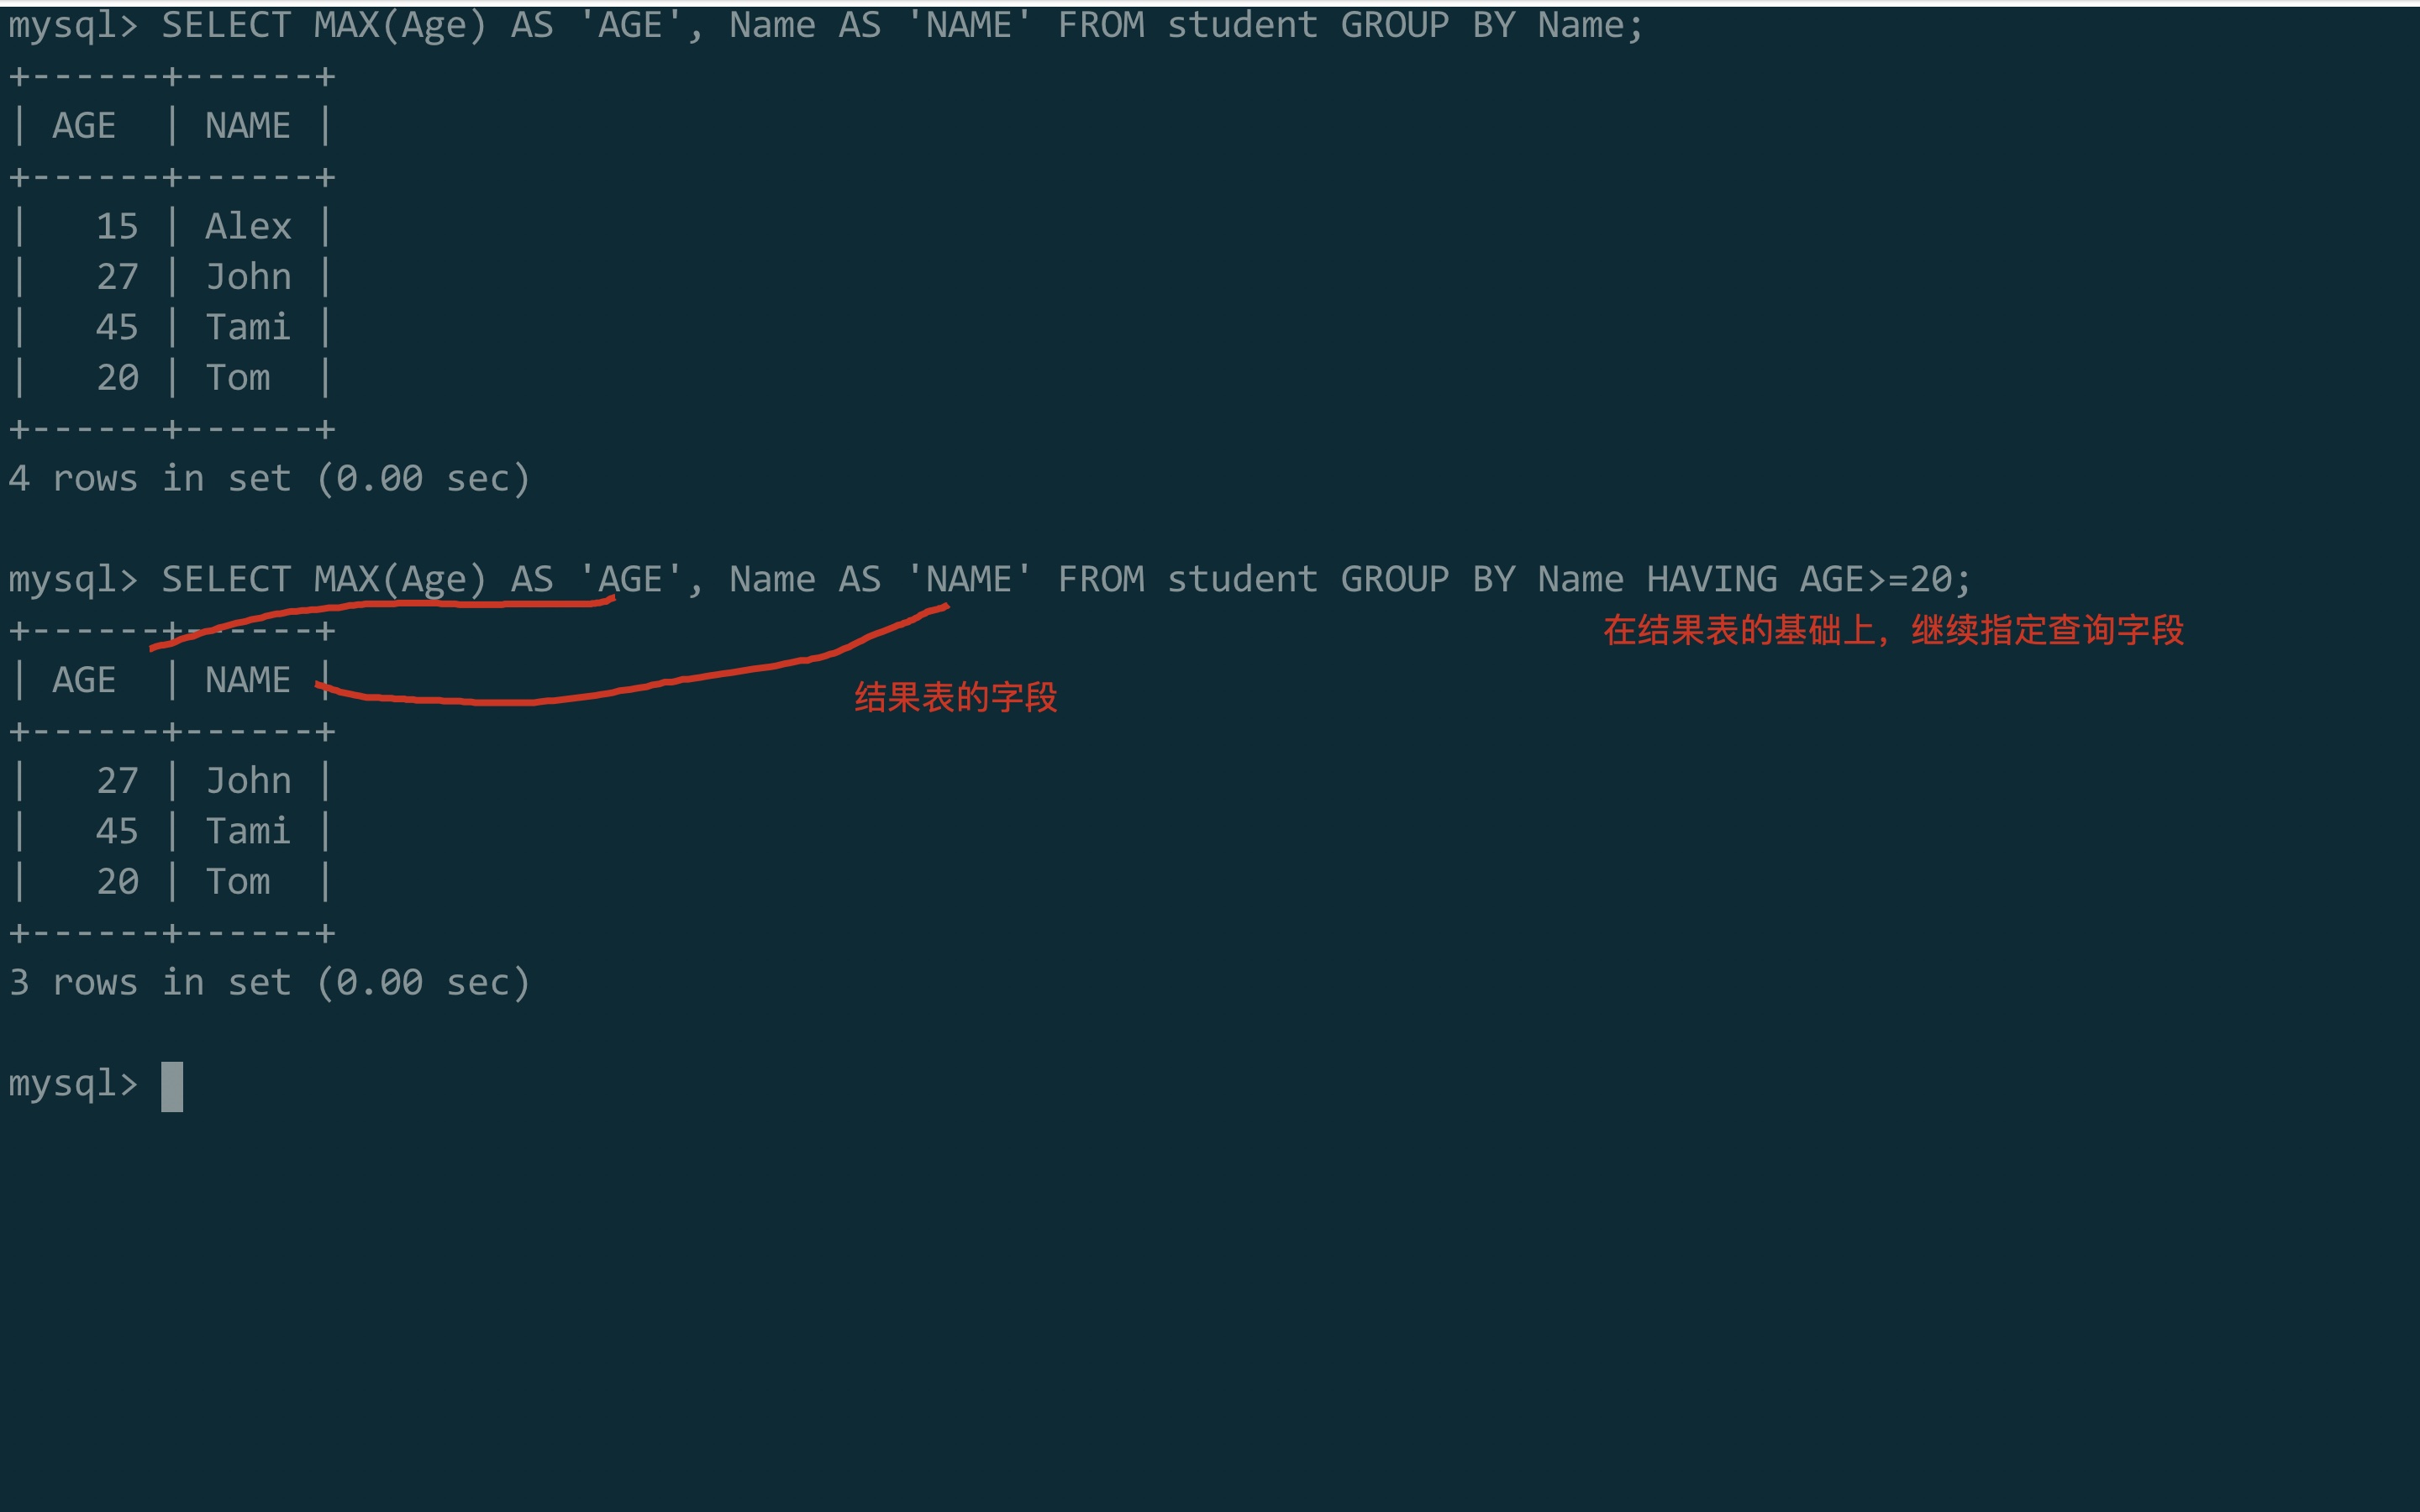 mysql> SELECT MAX(Age) AS 'AGE', Name AS 'NAME' FROM student GROUP BY Name;
+------+------+
| AGE  | NAME |
+------+------+
|   15 | Alex |
|   27 | John |
|   45 | Tami |
|   20 | Tom  |
+------+------+
4 rows in set (0.00 sec)
mysql> SELECT MAX(Age) AS 'AGE', Name AS 'NAME' FROM student GROUP BY Name HAVING AGE>=20;
+------+------+
在结果表的基础上，继续指定查询字段
| AGE  | NAME |
结果表的字段
+------+------+
|   27 | John |
|   45 | Tami |
|   20 | Tom  |
+------+------+
3 rows in set (0.00 sec)
mysql>